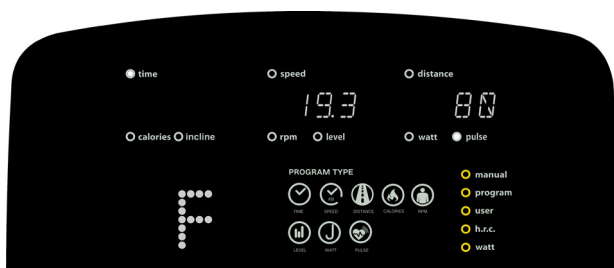 time speed distance
19.3 80
calories incline rpm level watt pulse
PROGRAM TYPE
manual
KM
program
TIME SPEED DISTANCE CALORIES RPM
user
F
h.r.c.
LEVEL WATT PULSE
watt